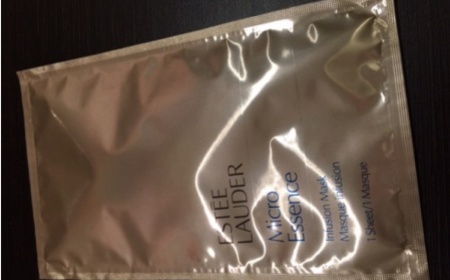 ESTEE
LAUDER
Micro
Essence
Infusion Mask
Masque Infusion
1 Sheet/1 Masque